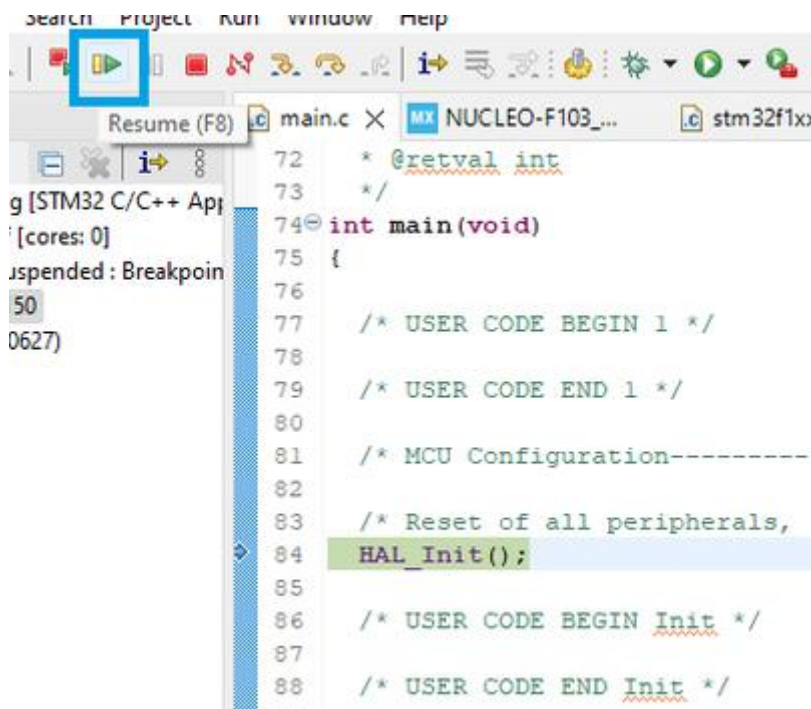 Search Project Run Window Help
Resume (F8)
main.c
MX NUCLEO-F103_...
.c stm32f1xx
g [STM32 C/C++ App
[cores: 0]
uspended : Breakpoin
50
0627)
72 * @retval int
73 */
74 int main(void)
75 {
76
77 /* USER CODE BEGIN 1 */
78
79 /* USER CODE END 1 */
80
81 /* MCU Configuration---------
82
83 /* Reset of all peripherals,
84 HAL_Init();
85
86 /* USER CODE BEGIN Init */
87
88 /* USER CODE END Init */